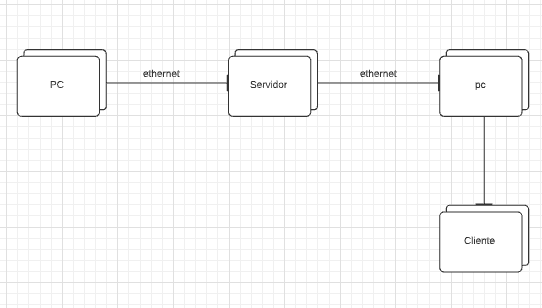 PC
ethernet
Servidor
ethernet
pc
Cliente